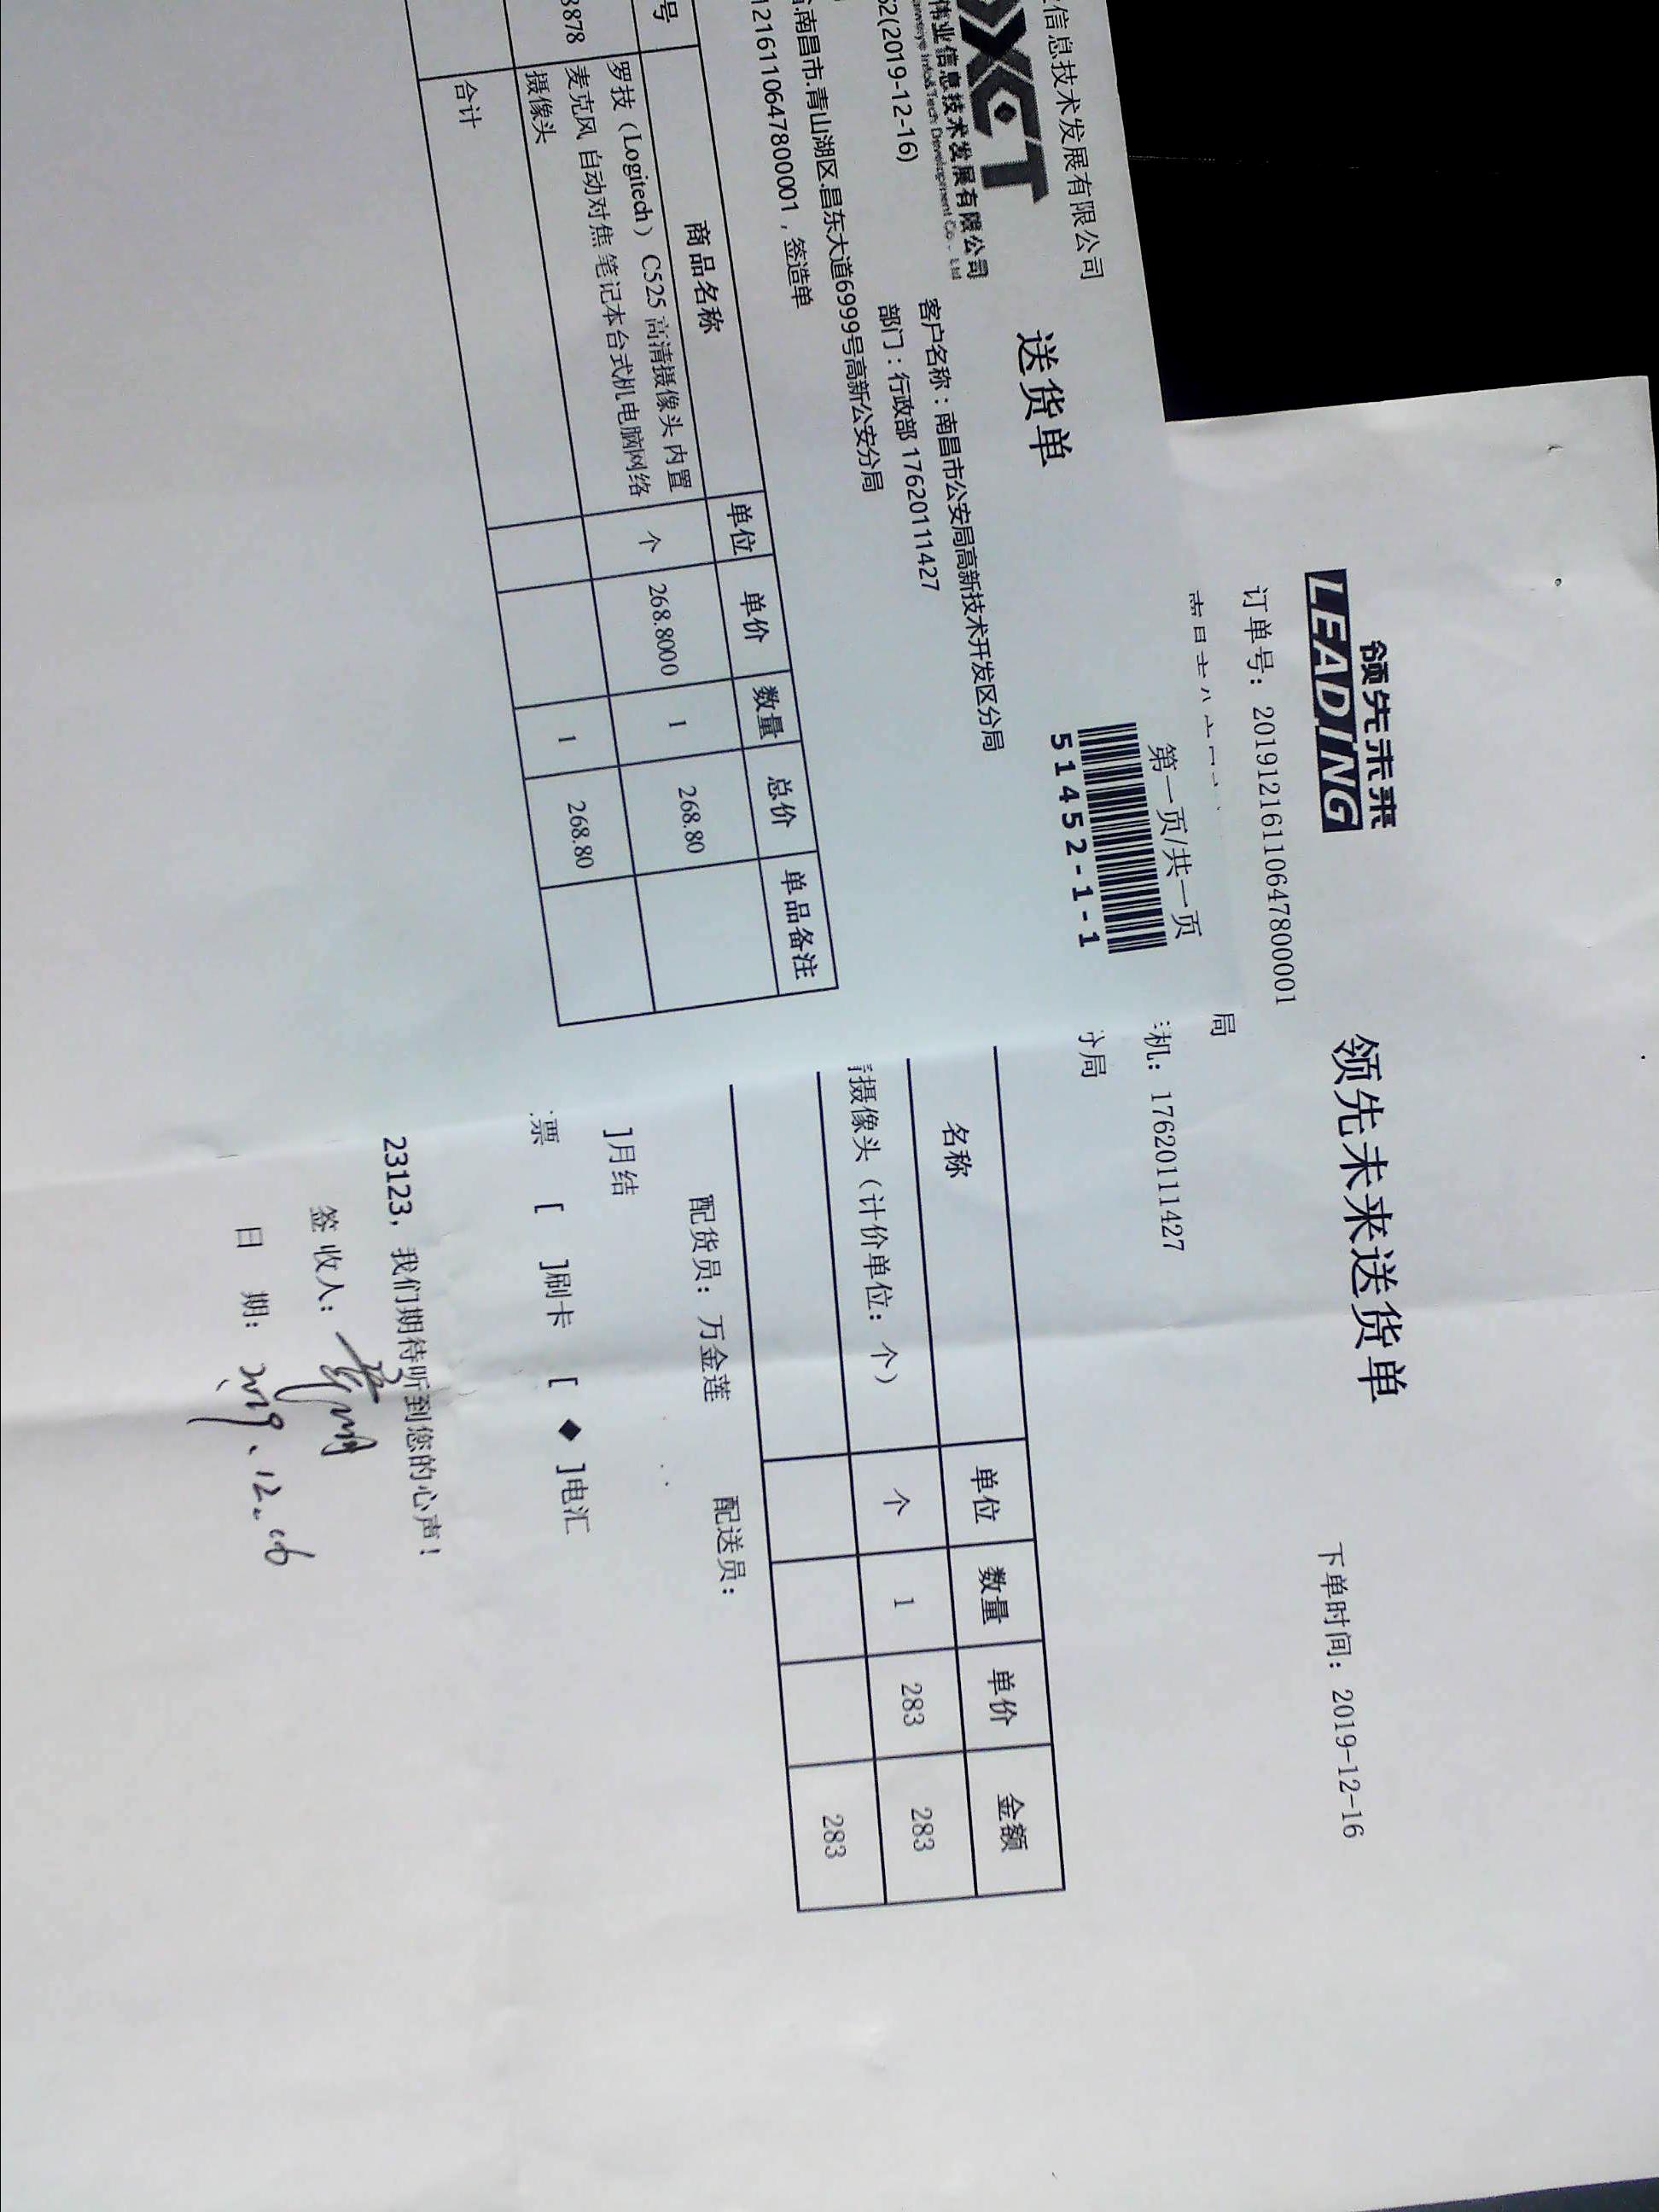 信息技术发展有限公司
DXCT
伟业信息技术发展有限公司
送货单
第一页/共一页
51452-1-1
62(2019-12-16)
客户名称：南昌市公安局高新技术开发区分局
部门：行政部 17620111427
南昌市.青山湖区.昌东大道6999号高新公安分局
1216110647800001，签造单
号 商品名称 单位 单价 数量 总价 单品备注
3878 罗技（Logitech）C525 高清摄像头 内置
麦克风 自动对焦 笔记本台式机电脑网络
摄像头 个 268.8000 1 268.80
合计 1 268.80
领先未来
LEADING
领先未来送货单
订单号：20191216110647800001
下单时间：2019-12-16
局
机：17620111427
分局
名称 单位 数量 单价 金额
摄像头（计价单位：个） 个 1 283 283
283
配货员：万金莲 配送员：
]月结
票 [ ]刷卡 [ ◆ ]电汇
23123，我们期待听到您的心声！
签收人：
日 期：2019.12.